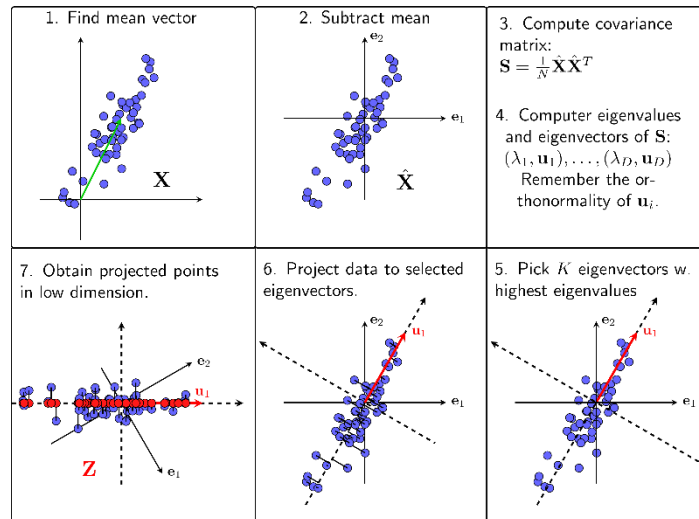 1. Find mean vector
X
2. Subtract mean
e₂
e₁
X̂
3. Compute covariance
matrix:
S = 1/N X̂X̂ᵀ
4. Computer eigenvalues
and eigenvectors of S:
(λ₁, u₁), . . . , (λ_D, u_D)
Remember the or-
thonormality of uᵢ.
7. Obtain projected points
in low dimension.
e₂
u₁
Z
e₁
6. Project data to selected
eigenvectors.
e₂
u₁
e₁
5. Pick K eigenvectors w.
highest eigenvalues
e₂
u₁
e₁